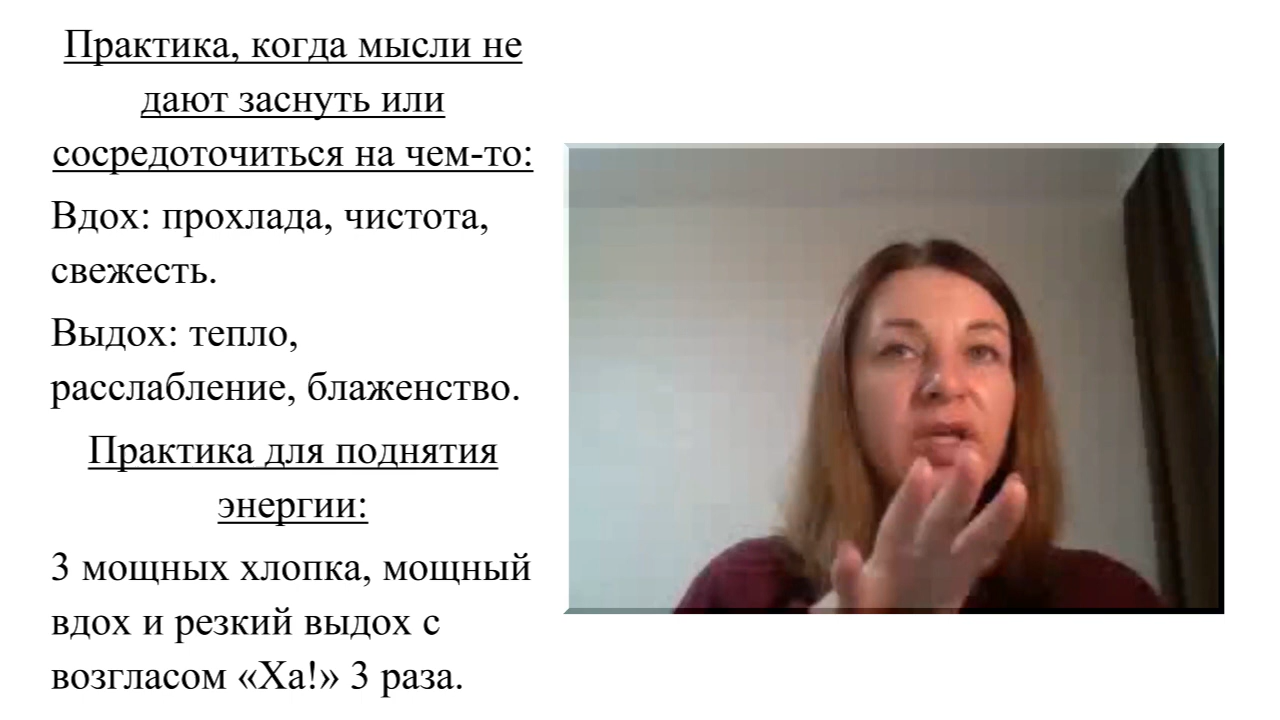 Практика, когда мысли не
дают заснуть или
сосредоточиться на чем-то:
Вдох: прохлада, чистота,
свежесть.
Выдох: тепло,
расслабление, блаженство.
Практика для поднятия
энергии:
3 мощных хлопка, мощный
вдох и резкий выдох с
возгласом «Ха!» 3 раза.